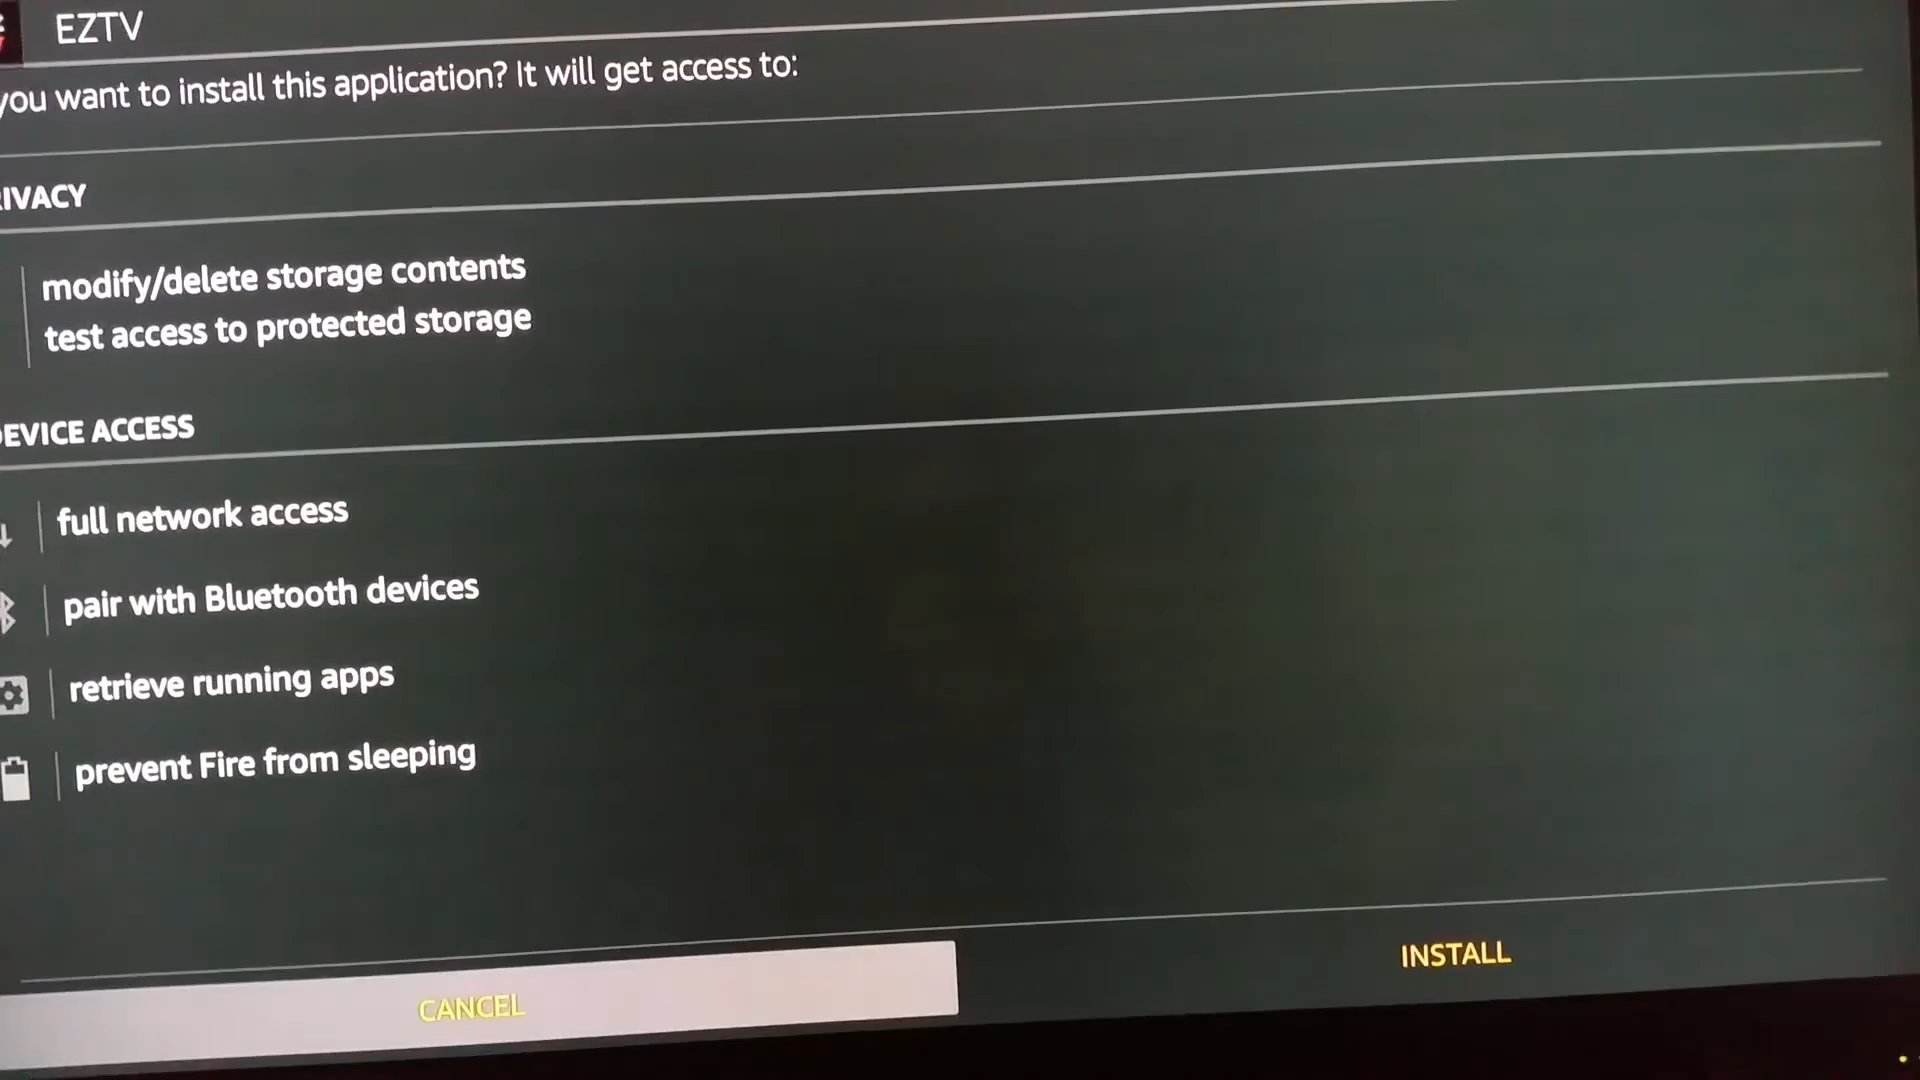 EZTV
you want to install this application? It will get access to:
IVACY
modify/delete storage contents
test access to protected storage
EVICE ACCESS
full network access
pair with Bluetooth devices
retrieve running apps
prevent Fire from sleeping
CANCEL
INSTALL